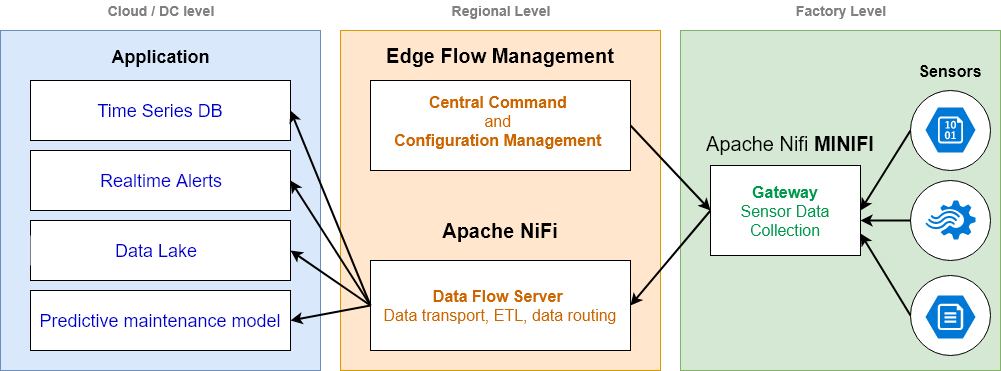 Cloud / DC level
Regional Level
Factory Level
Application
Time Series DB
Realtime Alerts
Data Lake
Predictive maintenance model
Edge Flow Management
Central Command
and
Configuration Management
Apache NiFi
Data Flow Server
Data transport, ETL, data routing
Sensors
Apache Nifi MINIFI
Gateway
Sensor Data
Collection
10
01